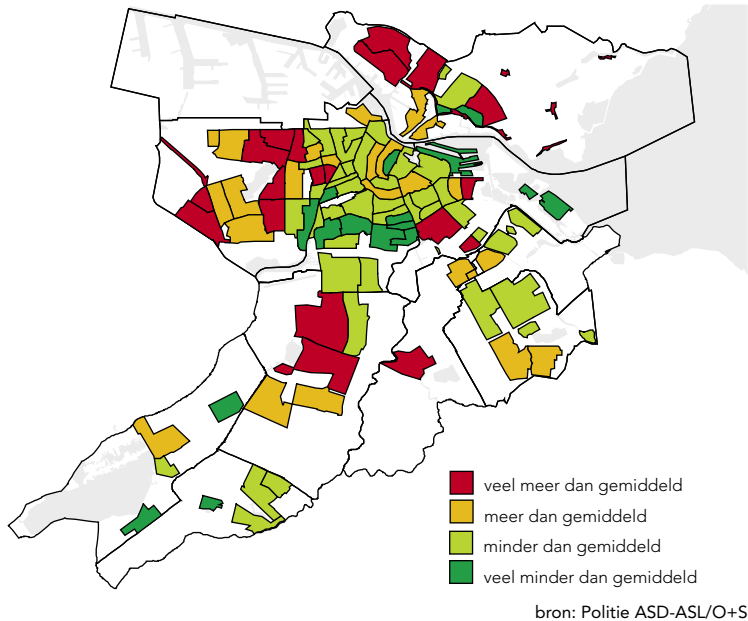 veel meer dan gemiddeld
meer dan gemiddeld
minder dan gemiddeld
veel minder dan gemiddeld
bron: Politie ASD-ASL/O+S